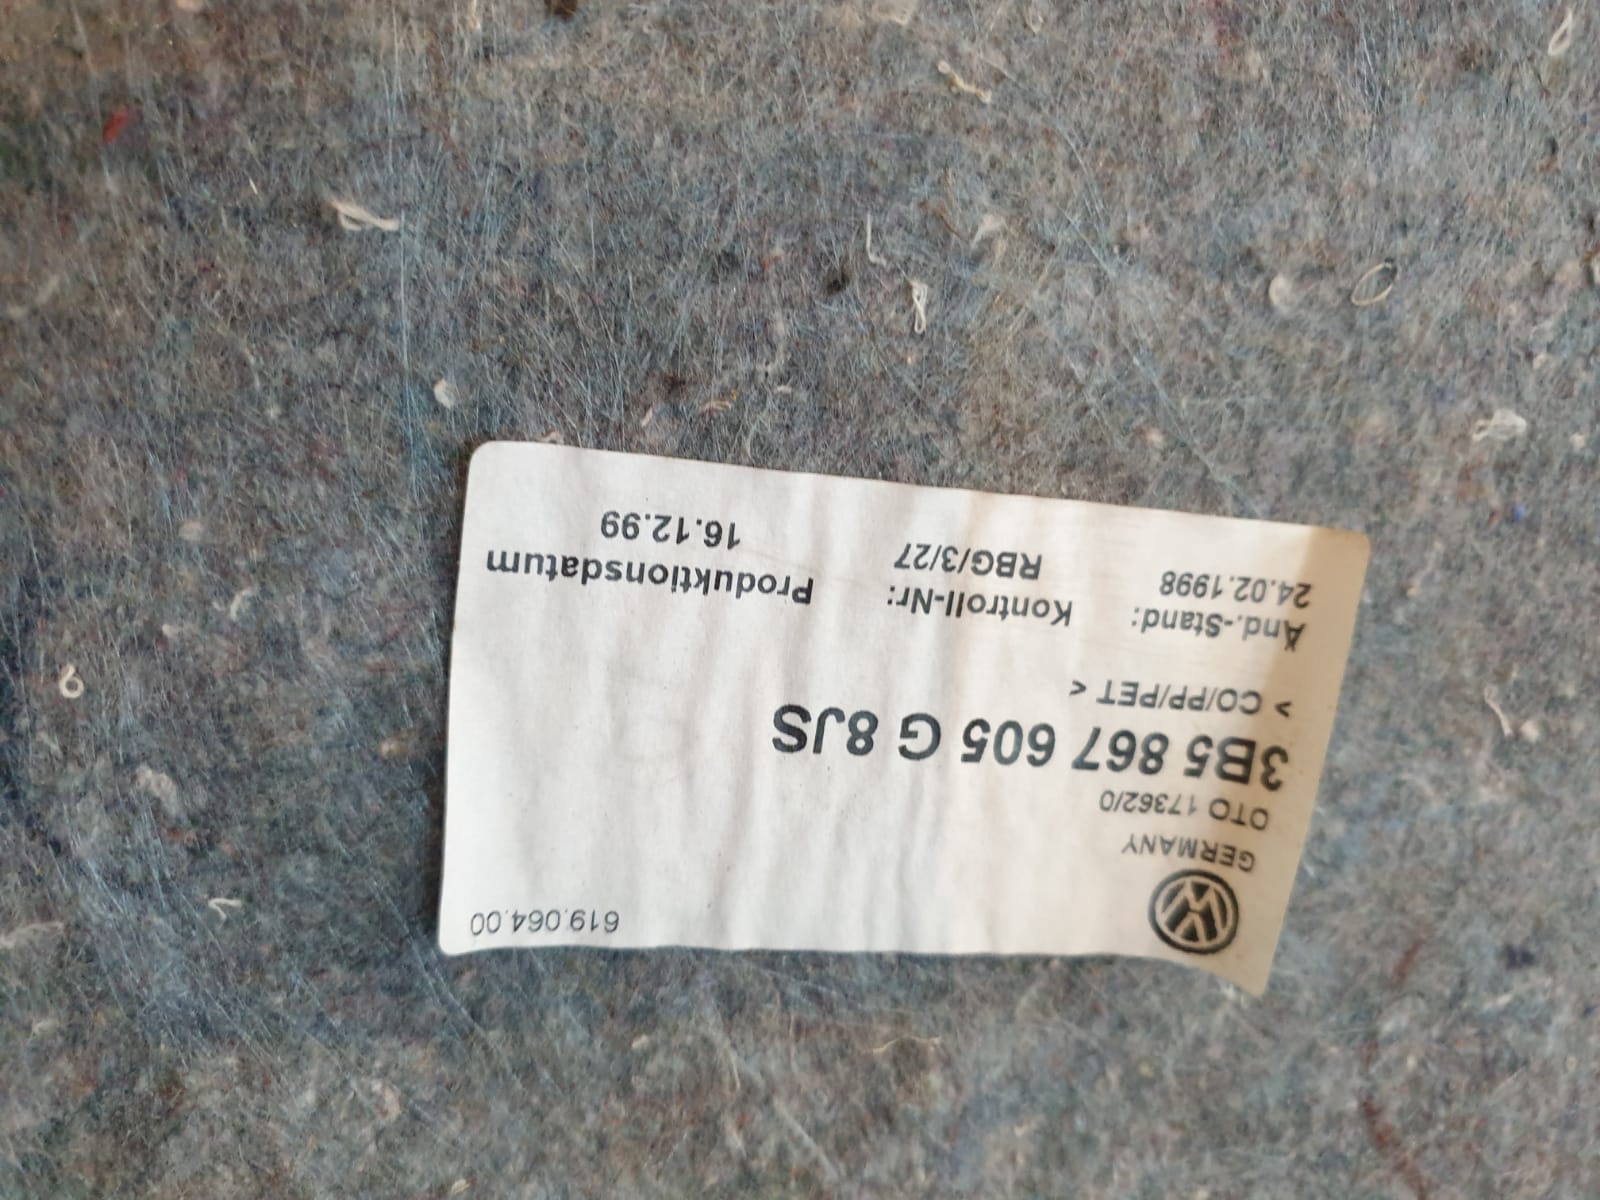 619.064.00
GERMANY
OTO 17362/0
3B5 867 605 G 8JS
> CO/PP/PET <
Änd.-Stand: Kontroll-Nr: Produktionsdatum
24.02.1998 RBG/3/27 16.12.99